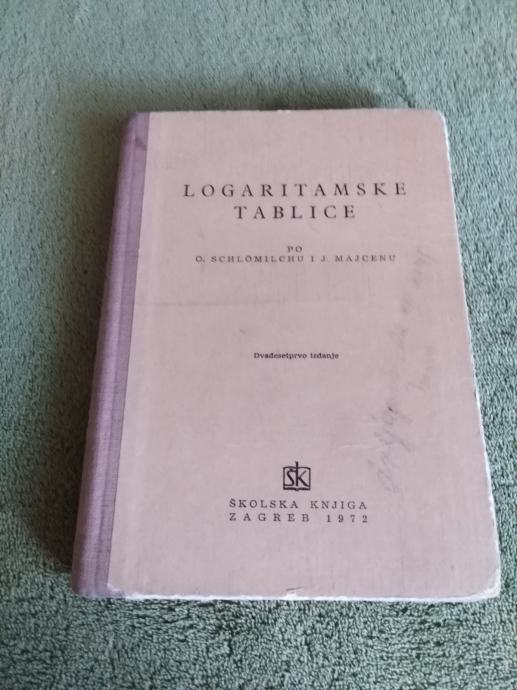 LOGARITAMSKE
TABLICE
PO
O. SCHLÖMILCHU I J. MAJCENU
Dvadesetprvo izdanje
ŠK
ŠKOLSKA KNJIGA
ZAGREB 1972